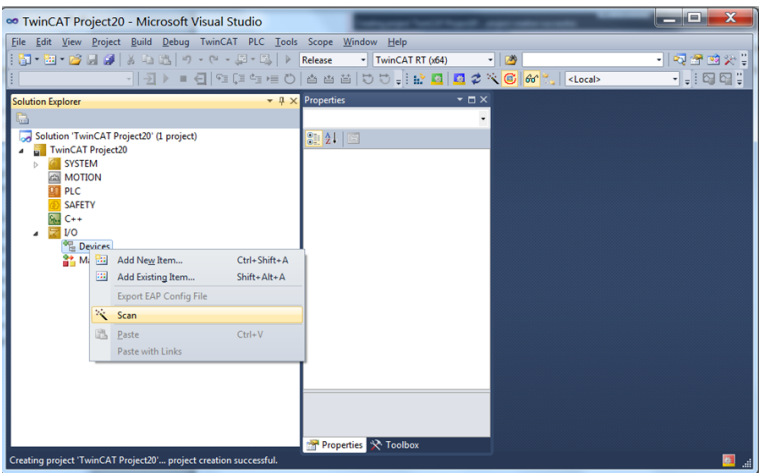 TwinCAT Project20 - Microsoft Visual Studio
File Edit View Project Build Debug TwinCAT PLC Tools Scope Window Help
Release TwinCAT RT (x64)
<Local>
Solution Explorer
Properties
Solution 'TwinCAT Project20' (1 project)
TwinCAT Project20
SYSTEM
MOTION
PLC
SAFETY
C++
I/O
Devices
Add New Item... Ctrl+Shift+A
Add Existing Item... Shift+Alt+A
Export EAP Config File
Scan
Paste Ctrl+V
Paste with Links
Properties Toolbox
Creating project 'TwinCAT Project20'... project creation successful.